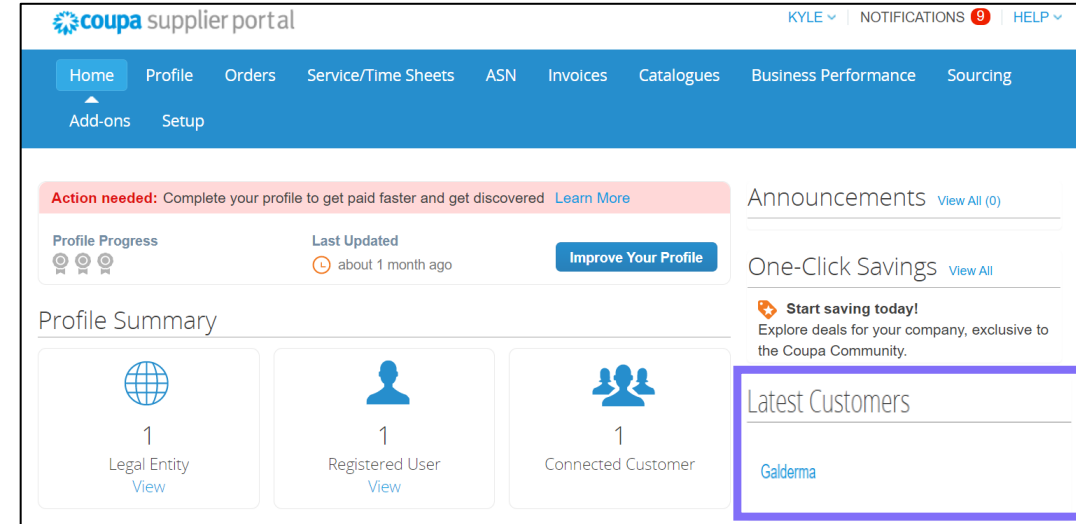 coupa supplier portal
KYLE NOTIFICATIONS 9 HELP
Home Profile Orders Service/Time Sheets ASN Invoices Catalogues Business Performance Sourcing
Add-ons Setup
Action needed: Complete your profile to get paid faster and get discovered Learn More
Profile Progress
Last Updated
about 1 month ago
Improve Your Profile
Profile Summary
1
Legal Entity
View
1
Registered User
View
1
Connected Customer
Announcements View All (0)
One-Click Savings View All
Start saving today!
Explore deals for your company, exclusive to
the Coupa Community.
Latest Customers
Galderma